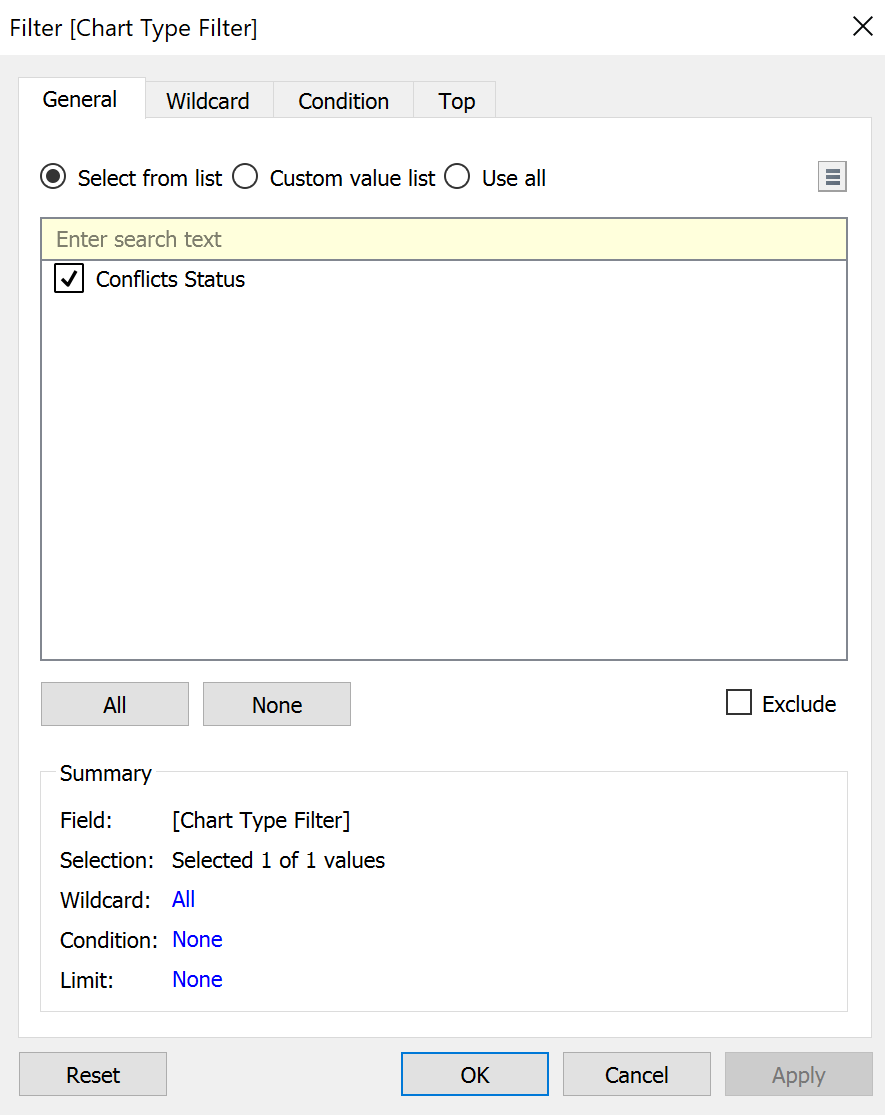 Filter [Chart Type Filter]
General Wildcard Condition Top
Select from list Custom value list Use all
Enter search text
Conflicts Status
All None Exclude
Summary
Field: [Chart Type Filter]
Selection: Selected 1 of 1 values
Wildcard: All
Condition: None
Limit: None
Reset OK Cancel Apply